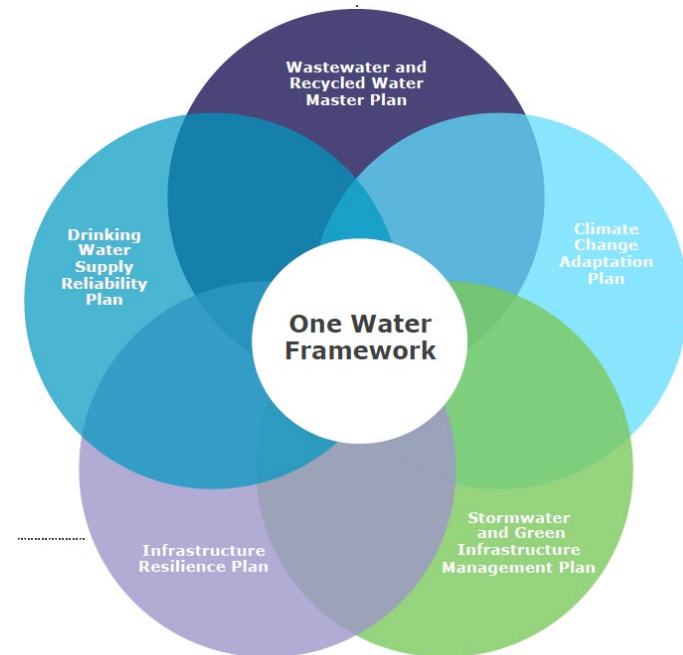 Wastewater and
Recycled Water
Master Plan
Drinking
Water
Supply
Reliability
Plan
Climate
Change
Adaptation
Plan
One Water
Framework
Infrastructure
Resilience Plan
Stormwater
and Green
Infrastructure
Management Plan